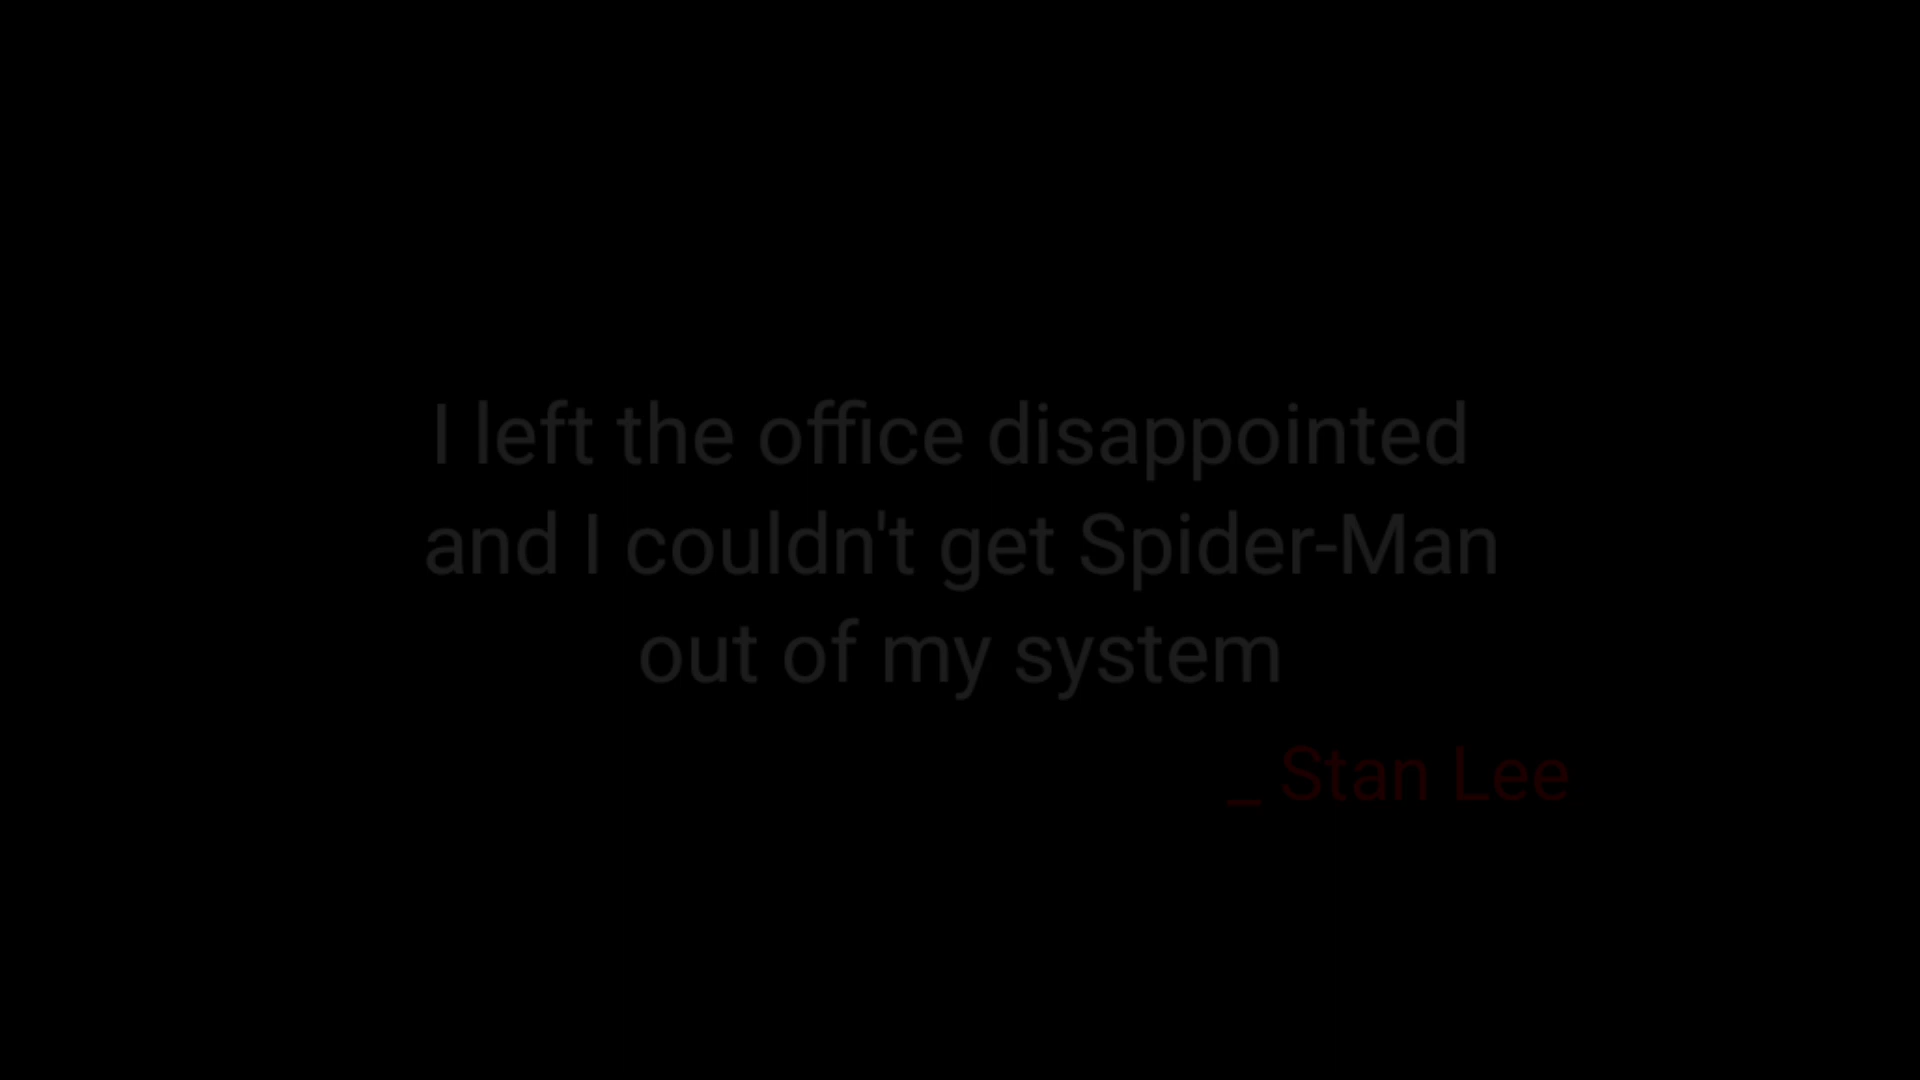 I left the office disappointed
and I couldn't get Spider-Man
out of my system
_ Stan Lee